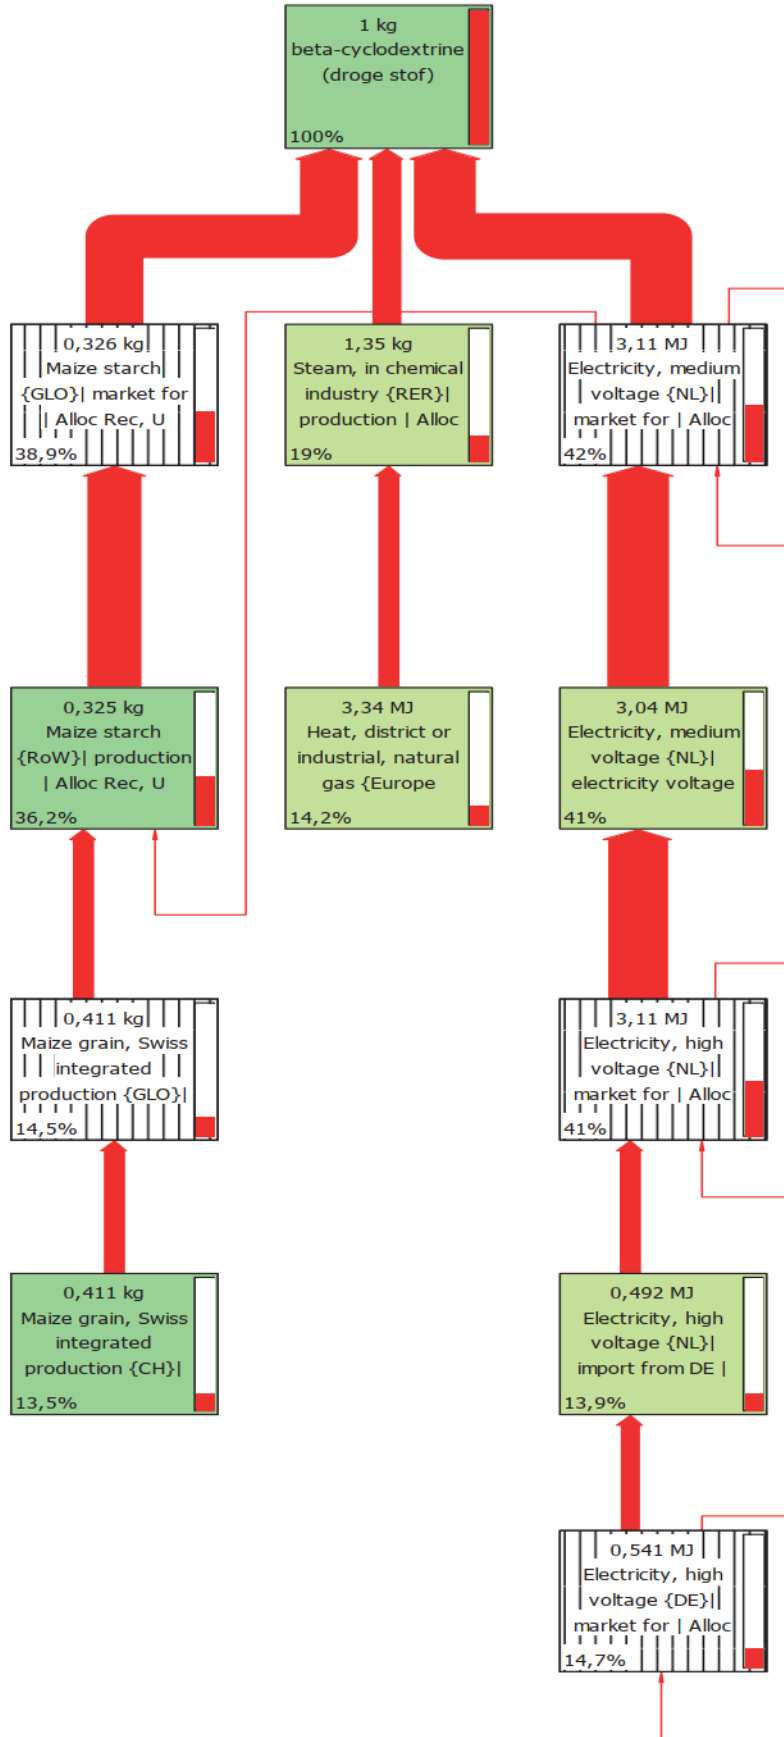 1 kg
beta-cyclodextrine
(droge stof)
100%
0,326 kg
Maize starch
{GLO}| market for
| Alloc Rec, U
38,9%
1,35 kg
Steam, in chemical
industry {RER}|
production | Alloc
19%
3,11 MJ
Electricity, medium
voltage {NL}|
market for | Alloc
42%
0,325 kg
Maize starch
{RoW}| production
| Alloc Rec, U
36,2%
3,34 MJ
Heat, district or
industrial, natural
gas {Europe
14,2%
3,04 MJ
Electricity, medium
voltage {NL}|
electricity voltage
41%
0,411 kg
Maize grain, Swiss
integrated
production {GLO}|
14,5%
3,11 MJ
Electricity, high
voltage {NL}|
market for | Alloc
41%
0,411 kg
Maize grain, Swiss
integrated
production {CH}|
13,5%
0,492 MJ
Electricity, high
voltage {NL}|
import from DE |
13,9%
0,541 MJ
Electricity, high
voltage {DE}|
market for | Alloc
14,7%